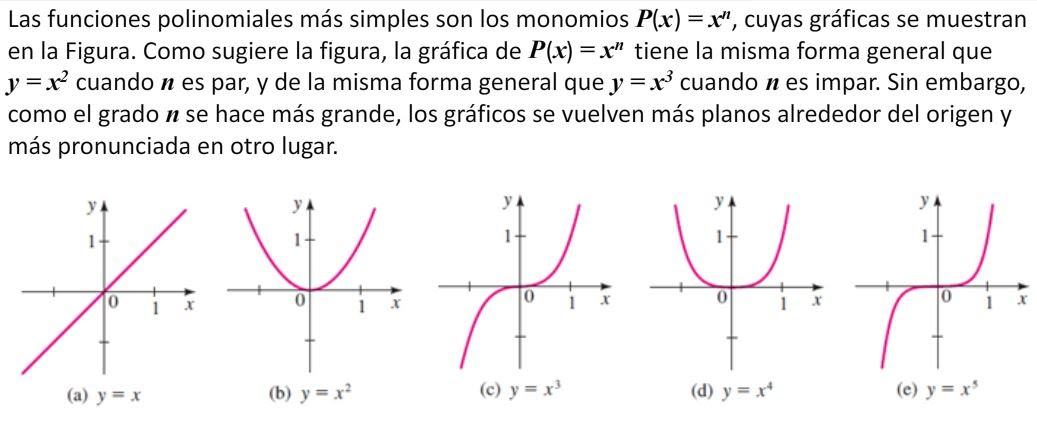 Las funciones polinomiales más simples son los monomios P(x) = xⁿ, cuyas gráficas se muestran
en la Figura. Como sugiere la figura, la gráfica de P(x) = xⁿ tiene la misma forma general que
y = x² cuando n es par, y de la misma forma general que y = x³ cuando n es impar. Sin embargo,
como el grado n se hace más grande, los gráficos se vuelven más planos alrededor del origen y
más pronunciada en otro lugar.
y 1 0 1 x
y 1 0 1 x
y 1 0 1 x
y 1 0 1 x
y 1 0 1 x
(a) y = x
(b) y = x²
(c) y = x³
(d) y = x⁴
(e) y = x⁵